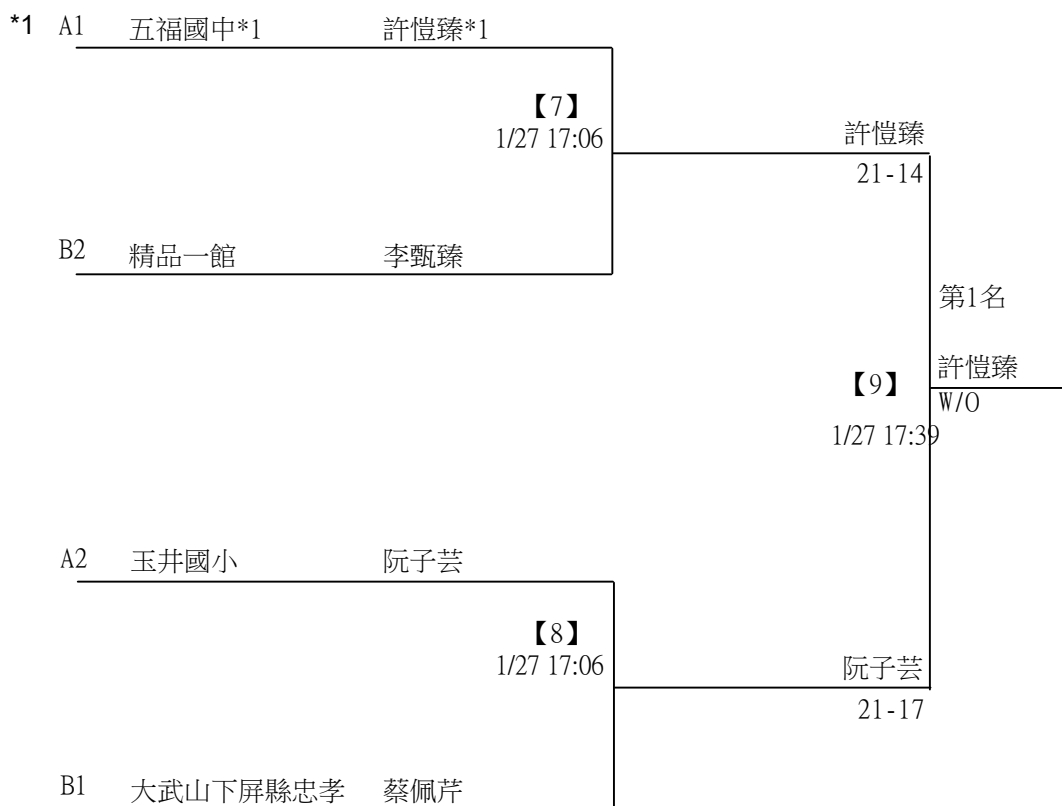 *1 A1 五福國中*1 許愷臻*1
【7】
1/27 17:06
許愷臻
21-14
B2 精品一館 李甄臻
第1名
許愷臻
【9】
W/O
1/27 17:39
A2 玉井國小 阮子芸
【8】
1/27 17:06
阮子芸
21-17
B1 大武山下屏縣忠孝 蔡佩芹